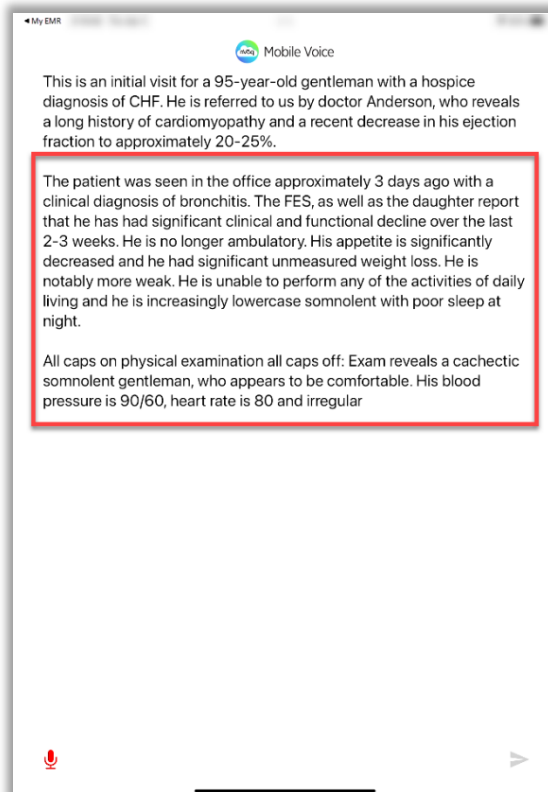 My EMR
nVoq Mobile Voice
This is an initial visit for a 95-year-old gentleman with a hospice
diagnosis of CHF. He is referred to us by doctor Anderson, who reveals
a long history of cardiomyopathy and a recent decrease in his ejection
fraction to approximately 20-25%.
The patient was seen in the office approximately 3 days ago with a
clinical diagnosis of bronchitis. The FES, as well as the daughter report
that he has had significant clinical and functional decline over the last
2-3 weeks. He is no longer ambulatory. His appetite is significantly
decreased and he had significant unmeasured weight loss. He is
notably more weak. He is unable to perform any of the activities of daily
living and he is increasingly lowercase somnolent with poor sleep at
night.
All caps on physical examination all caps off: Exam reveals a cachectic
somnolent gentleman, who appears to be comfortable. His blood
pressure is 90/60, heart rate is 80 and irregular